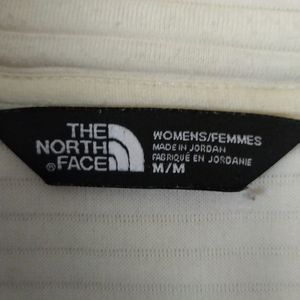 THE
NORTH
FACE
®
WOMENS/FEMMES
MADE IN JORDAN
FABRIQUÉ EN JORDANIE
M/M